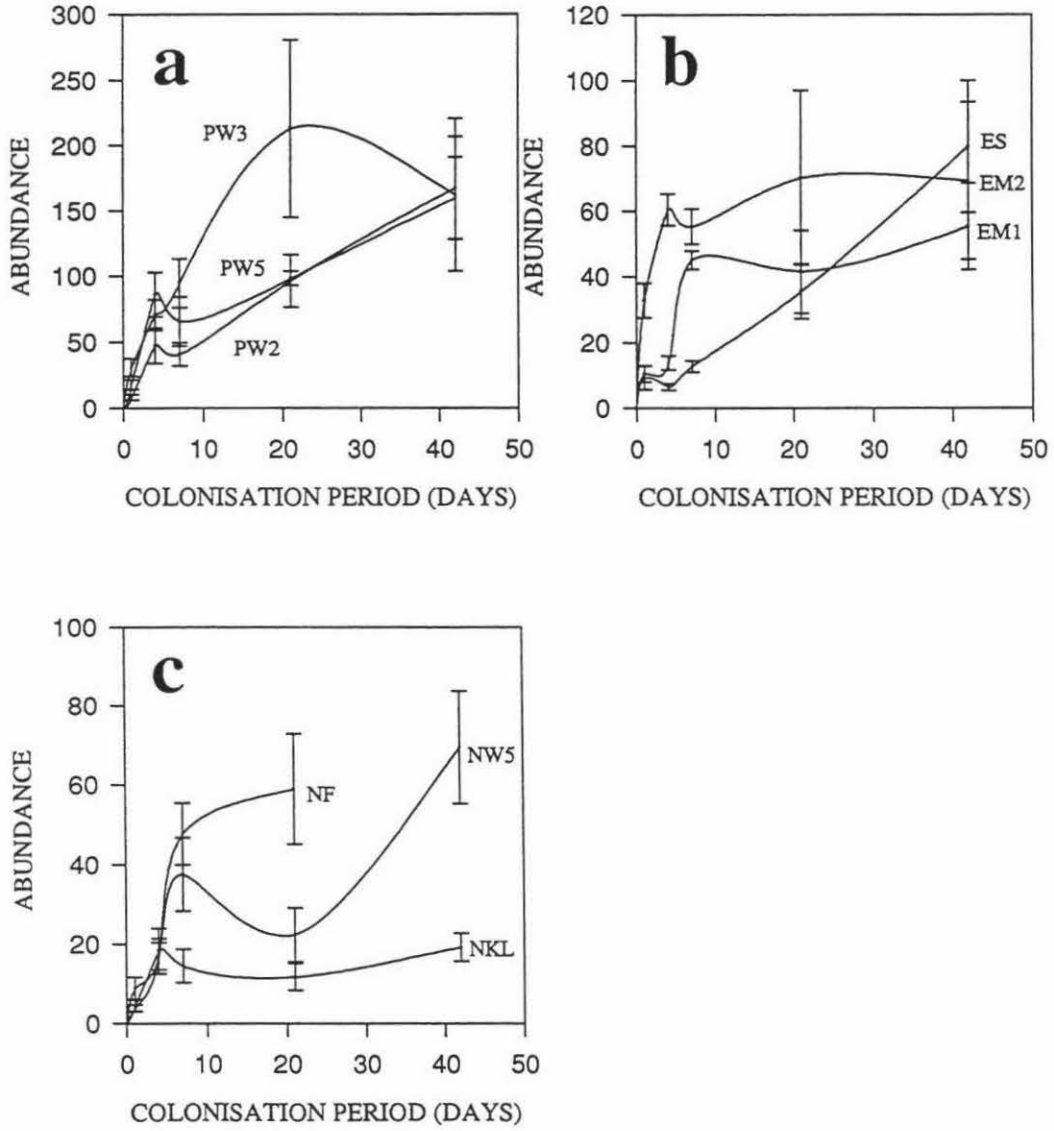 a
300
250
200
150
100
50
0
ABUNDANCE
PW3
PW5
PW2
0 10 20 30 40 50
COLONISATION PERIOD (DAYS)
b
120
100
80
60
40
20
0
ABUNDANCE
ES
EM2
EM1
0 10 20 30 40 50
COLONISATION PERIOD (DAYS)
c
100
80
60
40
20
0
ABUNDANCE
NF
NW5
NKL
0 10 20 30 40 50
COLONISATION PERIOD (DAYS)